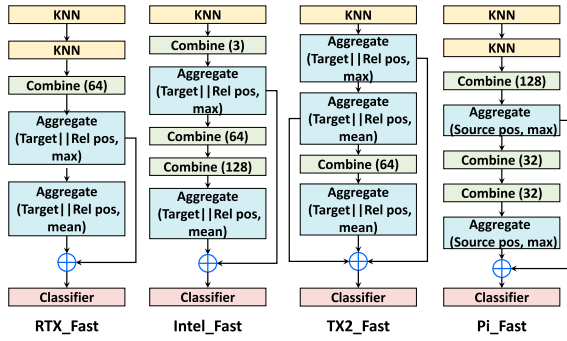 KNN
KNN
Combine (64)
Aggregate
(Target||Rel pos,
max)
Aggregate
(Target||Rel pos,
mean)
Classifier
RTX_Fast
KNN
Combine (3)
Aggregate
(Target||Rel pos,
max)
Combine (64)
Combine (128)
Aggregate
(Target||Rel pos,
mean)
Classifier
Intel_Fast
KNN
Aggregate
(Target||Rel pos,
max)
Aggregate
(Target||Rel pos,
mean)
Combine (64)
Aggregate
(Target||Rel pos,
mean)
Classifier
TX2_Fast
KNN
KNN
Combine (128)
Aggregate
(Source pos, max)
Combine (32)
Combine (32)
Aggregate
(Source pos, max)
Classifier
Pi_Fast